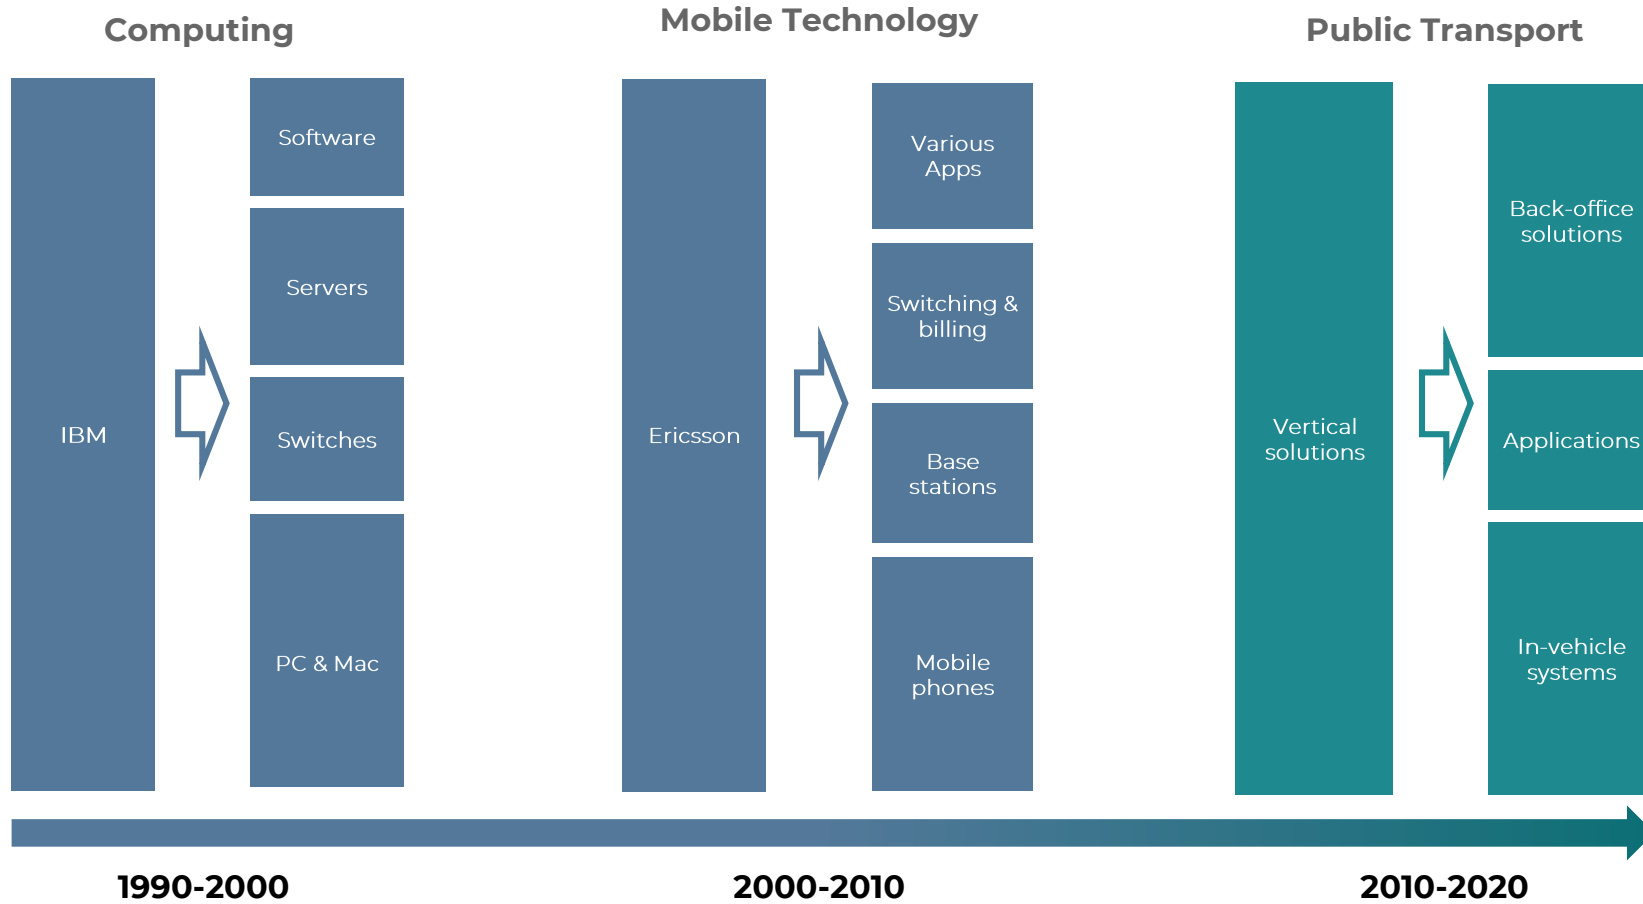 Computing
IBM
Software
Servers
Switches
PC & Mac
Mobile Technology
Ericsson
Various
Apps
Switching &
billing
Base
stations
Mobile
phones
Public Transport
Vertical
solutions
Back-office
solutions
Applications
In-vehicle
systems
1990-2000
2000-2010
2010-2020